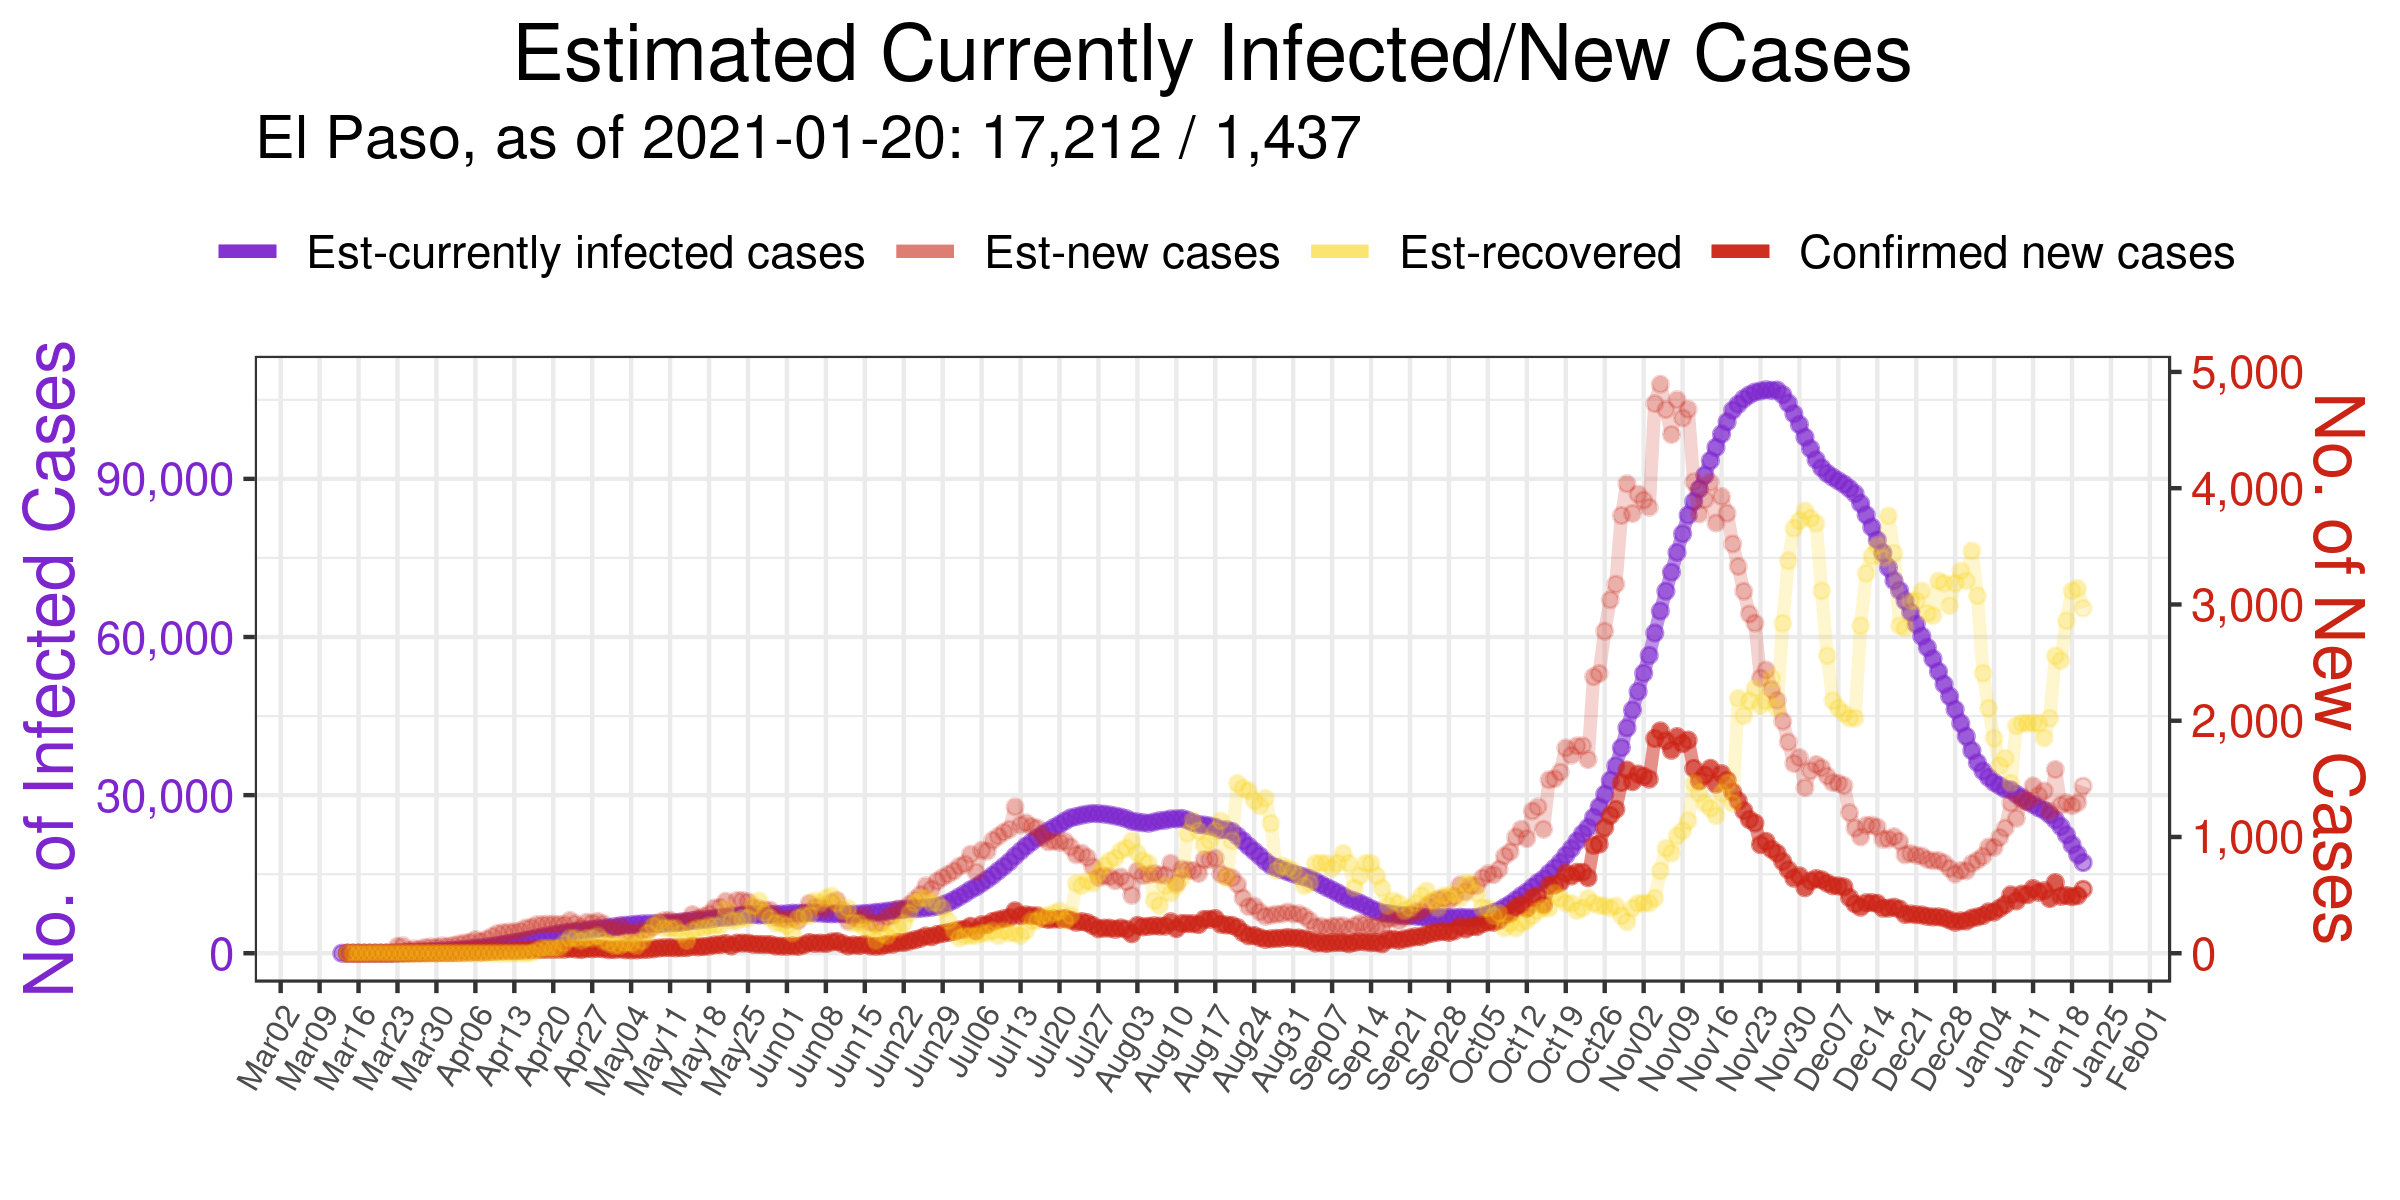 Estimated Currently Infected/New Cases
El Paso, as of 2021-01-20: 17,212 / 1,437
Est-currently infected cases Est-new cases Est-recovered Confirmed new cases
No. of Infected Cases
90,000
60,000
30,000
0
5,000
4,000
3,000
2,000
1,000
0
No. of New Cases
Mar02 Mar09 Mar16 Mar23 Mar30 Apr06 Apr13 Apr20 Apr27 May04 May11 May18 May25 Jun01 Jun08 Jun15 Jun22 Jun29 Jul06 Jul13 Jul20 Jul27 Aug03 Aug10 Aug17 Aug24 Aug31 Sep07 Sep14 Sep21 Sep28 Oct05 Oct12 Oct19 Oct26 Nov02 Nov09 Nov16 Nov23 Nov30 Dec07 Dec14 Dec21 Dec28 Jan04 Jan11 Jan18 Jan25 Feb01